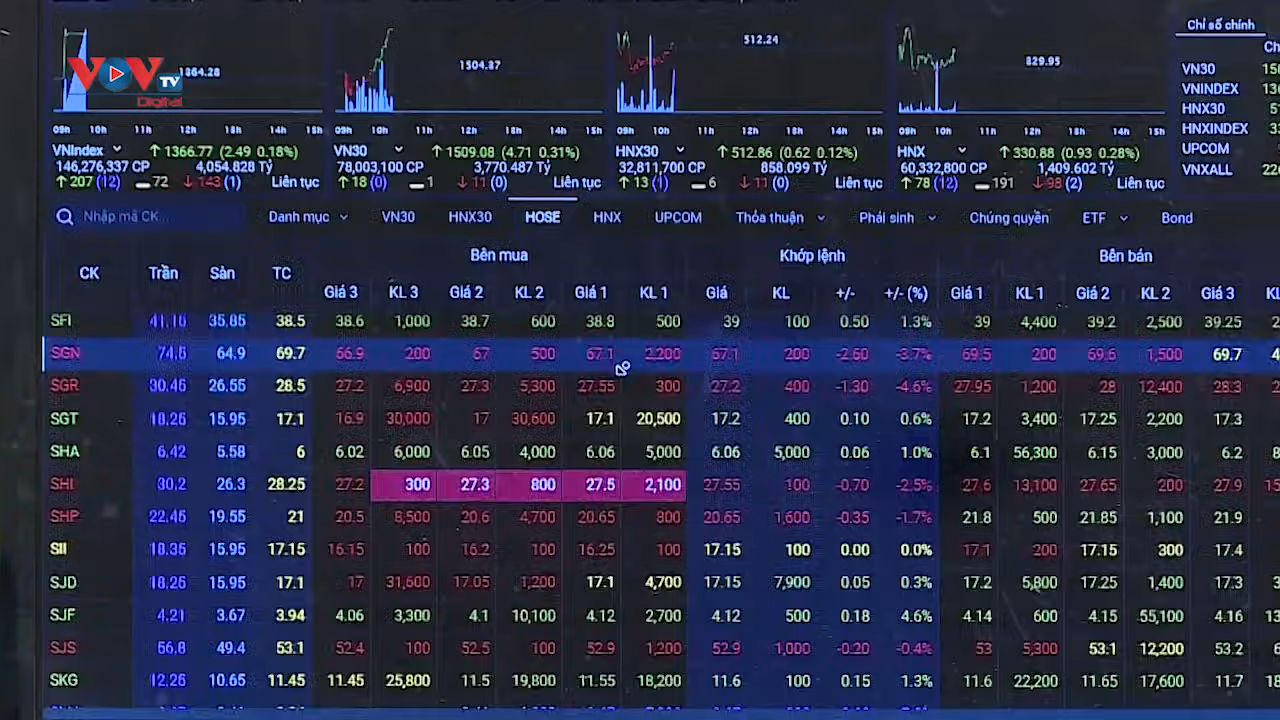 VOV TV
Digital
1364.28
1504.87
512.24
829.95
Chỉ số chính
VN30
VNINDEX
HNX30
HNXINDEX
UPCOM
VNXALL
09h 10h 11h 12h 13h 14h 15h
09h 10h 11h 12h 13h 14h 15h
09h 10h 11h 12h 13h 14h 15h
09h 10h 11h 12h 13h 14h 15h
VNIndex ↑ 1366.77 (2.49 0.18%)
146,276,337 CP 4,054.828 Tỷ
↑ 207 (12) 72 ↓ 143 (1) Liên tục
VN30 ↑ 1509.08 (4.71 0.31%)
78,003,100 CP 3,770.487 Tỷ
↑ 18 (0) 1 ↓ 11 (0) Liên tục
HNX30 ↑ 512.86 (0.62 0.12%)
32,811,700 CP 858.099 Tỷ
↑ 13 (1) 6 ↓ 11 (0) Liên tục
HNX ↑ 330.88 (0.93 0.28%)
60,332,800 CP 1,409.602 Tỷ
↑ 78 (12) 191 ↓ 98 (2) Liên tục
Nhập mã CK... Danh mục VN30 HNX30 HOSE HNX UPCOM Thỏa thuận Phái sinh Chứng quyền ETF Bond
Bên mua Khớp lệnh Bên bán
CK Trần Sàn TC
Giá 3 KL 3 Giá 2 KL 2 Giá 1 KL 1 Giá KL +/- +/- (%) Giá 1 KL 1 Giá 2 KL 2 Giá 3
SFI 41.15 35.85 38.5 38.6 1,000 38.7 600 38.8 500 39 100 0.50 1.3% 39 4,400 39.2 2,500 39.25
SGN 74.5 64.9 69.7 66.9 200 67 500 67.1 2,200 67.1 200 -2.60 -3.7% 69.5 200 69.6 1,500 69.7
SGR 30.45 26.55 28.5 27.2 6,900 27.3 5,300 27.55 300 27.2 400 -1.30 -4.6% 27.95 1,200 28 12,400 28.3
SGT 18.25 15.95 17.1 16.9 30,000 17 30,600 17.1 20,500 17.2 400 0.10 0.6% 17.2 3,400 17.25 2,200 17.3
SHA 6.42 5.58 6 6.02 6,000 6.05 4,000 6.06 5,000 6.06 5,000 0.06 1.0% 6.1 56,300 6.15 3,000 6.2
SHI 30.2 26.3 28.25 27.2 300 27.3 800 27.5 2,100 27.55 100 -0.70 -2.5% 27.6 13,100 27.65 200 27.9
SHP 22.45 19.55 21 20.5 8,500 20.6 4,700 20.65 800 20.65 1,600 -0.35 -1.7% 21.8 500 21.85 1,100 21.9
SII 18.35 15.95 17.15 16.15 100 16.2 100 16.25 100 17.15 100 0.00 0.0% 17.1 200 17.15 300 17.4
SJD 18.25 15.95 17.1 17 31,600 17.05 1,200 17.1 4,700 17.15 7,900 0.05 0.3% 17.2 5,800 17.25 1,400 17.3
SJF 4.21 3.67 3.94 4.06 3,300 4.1 10,100 4.12 2,700 4.12 500 0.18 4.6% 4.14 600 4.15 55,100 4.16
SJS 56.8 49.4 53.1 52.4 100 52.5 100 52.9 1,200 52.9 1,000 -0.20 -0.4% 53 5,300 53.1 12,200 53.2
SKG 12.25 10.65 11.45 11.45 25,800 11.5 19,800 11.55 18,200 11.6 100 0.15 1.3% 11.6 22,200 11.65 17,600 11.7